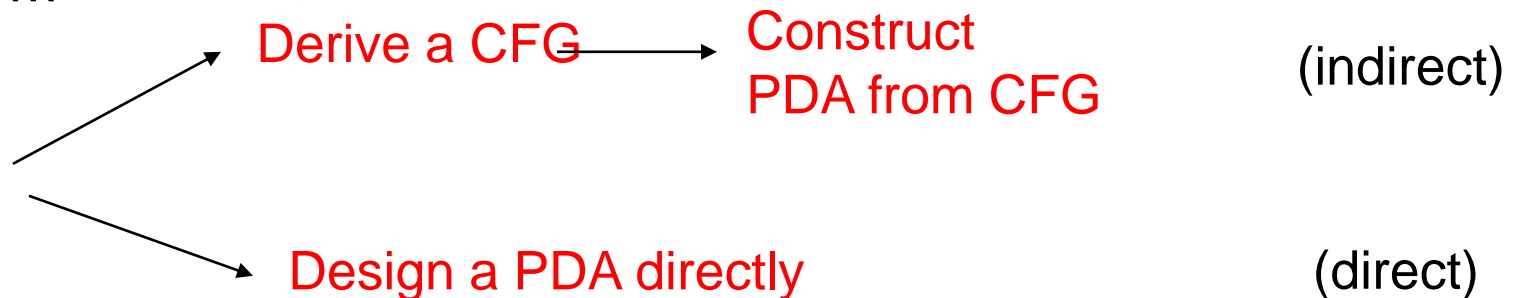 Derive a CFG
Construct
PDA from CFG
(indirect)
Design a PDA directly
(direct)